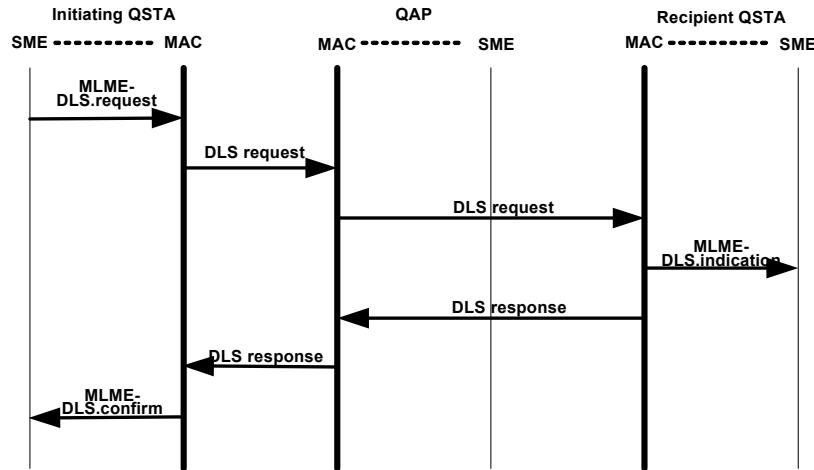 Initiating QSTA
QAP
Recipient QSTA
SME
MAC
MAC
SME
MAC
SME
MLME-
DLS.request
DLS request
DLS request
MLME-
DLS.indication
DLS response
DLS response
MLME-
DLS.confirm